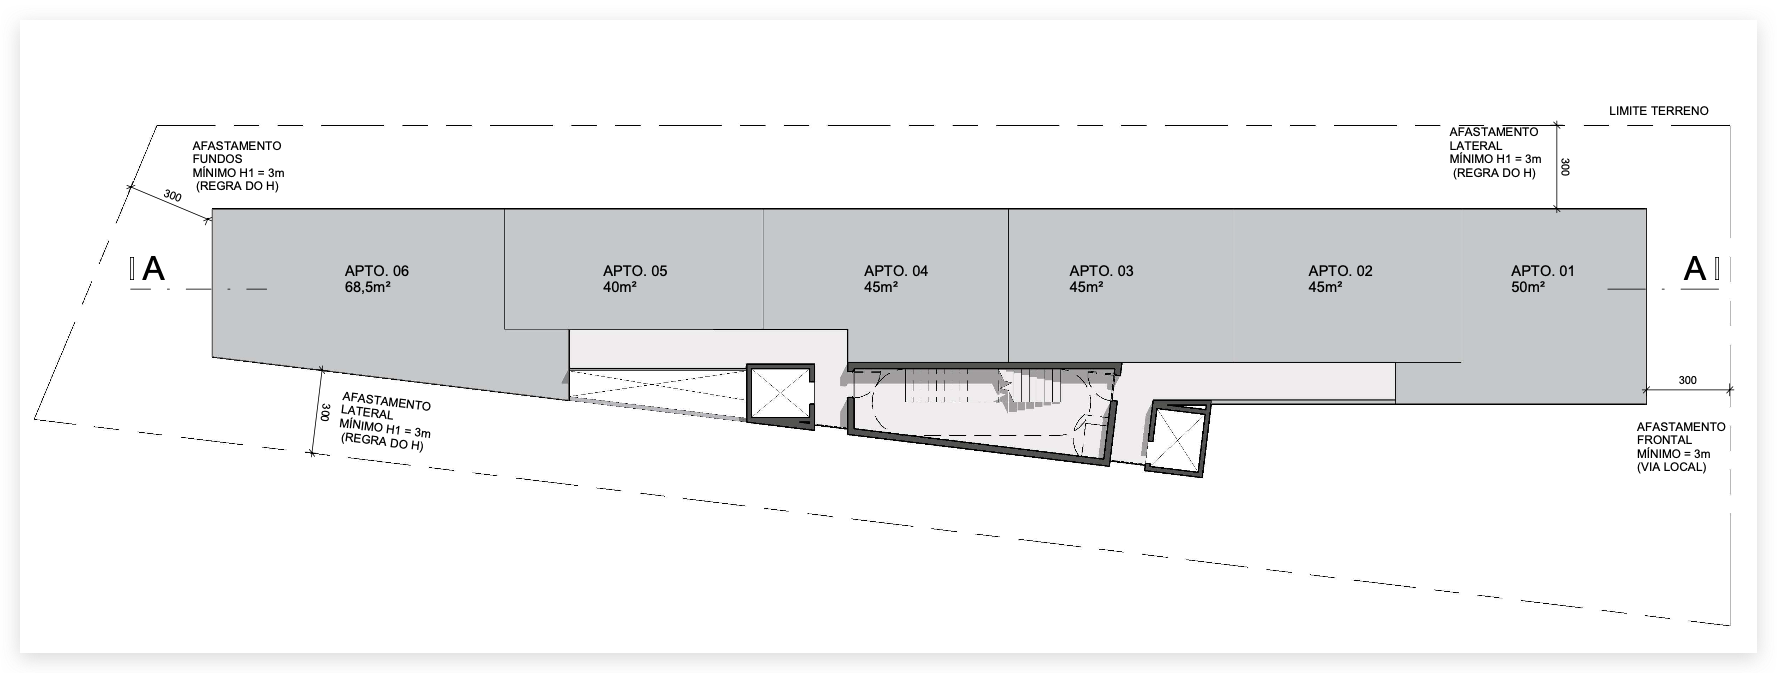 LIMITE TERRENO
AFASTAMENTO
FUNDOS
MÍNIMO H1 = 3m
(REGRA DO H)
300
AFASTAMENTO
LATERAL
MÍNIMO H1 = 3m
(REGRA DO H)
300
A
APTO. 06
68,5m²
APTO. 05
40m²
APTO. 04
45m²
APTO. 03
45m²
APTO. 02
45m²
APTO. 01
50m²
A
300
AFASTAMENTO
LATERAL
MÍNIMO H1 = 3m
(REGRA DO H)
300
AFASTAMENTO
FRONTAL
MÍNIMO = 3m
(VIA LOCAL)